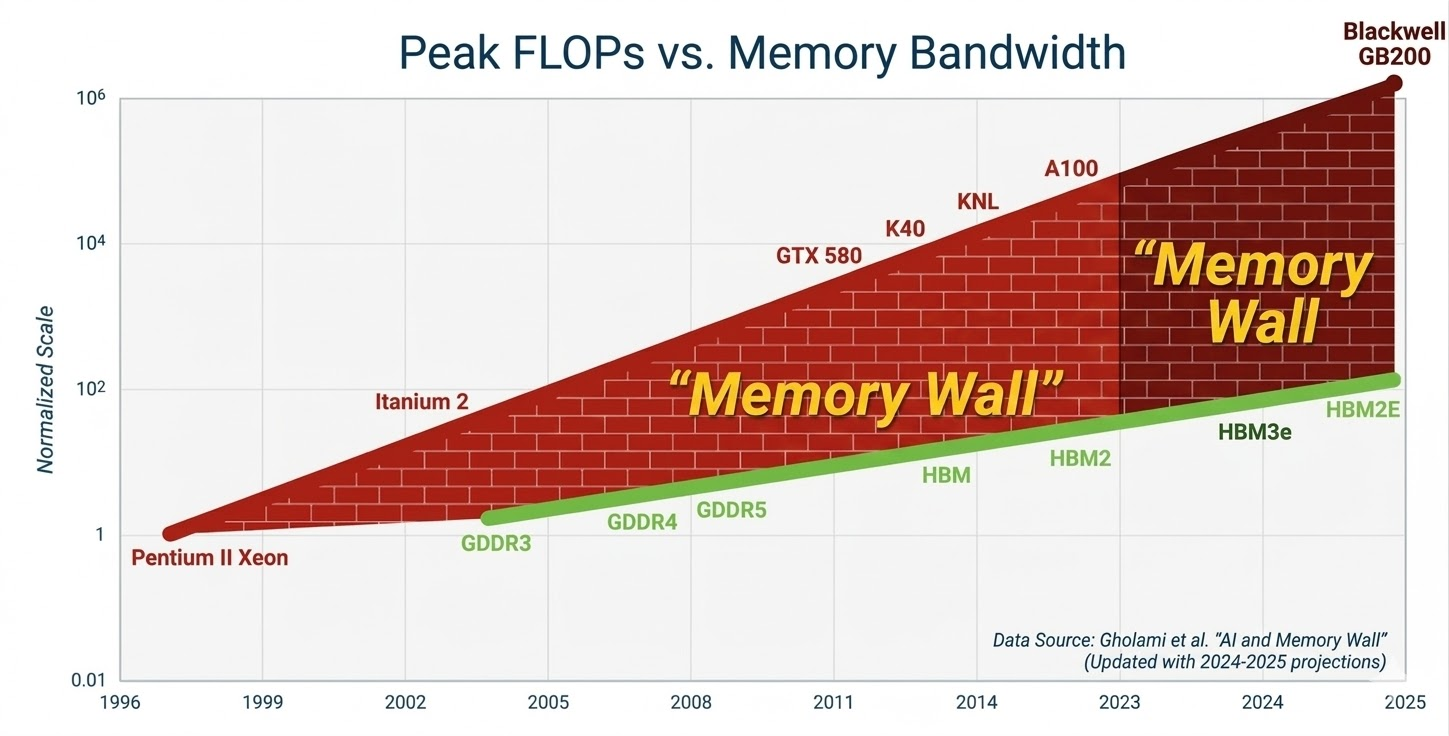 Peak FLOPs vs. Memory Bandwidth
Blackwell
GB200
10⁶
10⁴
10²
1
0.01
Normalized Scale
A100
KNL
K40
GTX 580
Itanium 2
Pentium II Xeon
“Memory Wall”
“Memory
Wall
GDDR3
GDDR4
GDDR5
HBM
HBM2
HBM3e
HBM2E
Data Source: Gholami et al. “AI and Memory Wall”
(Updated with 2024-2025 projections)
1996 1999 2002 2005 2008 2011 2014 2023 2024 2025